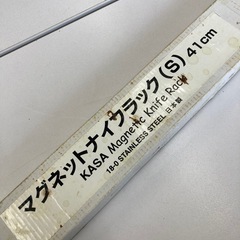 マグネットナイフラック(S) 41cm
KASA Magnetic Knife Rack
18-0 STAINLESS STEEL 日本製